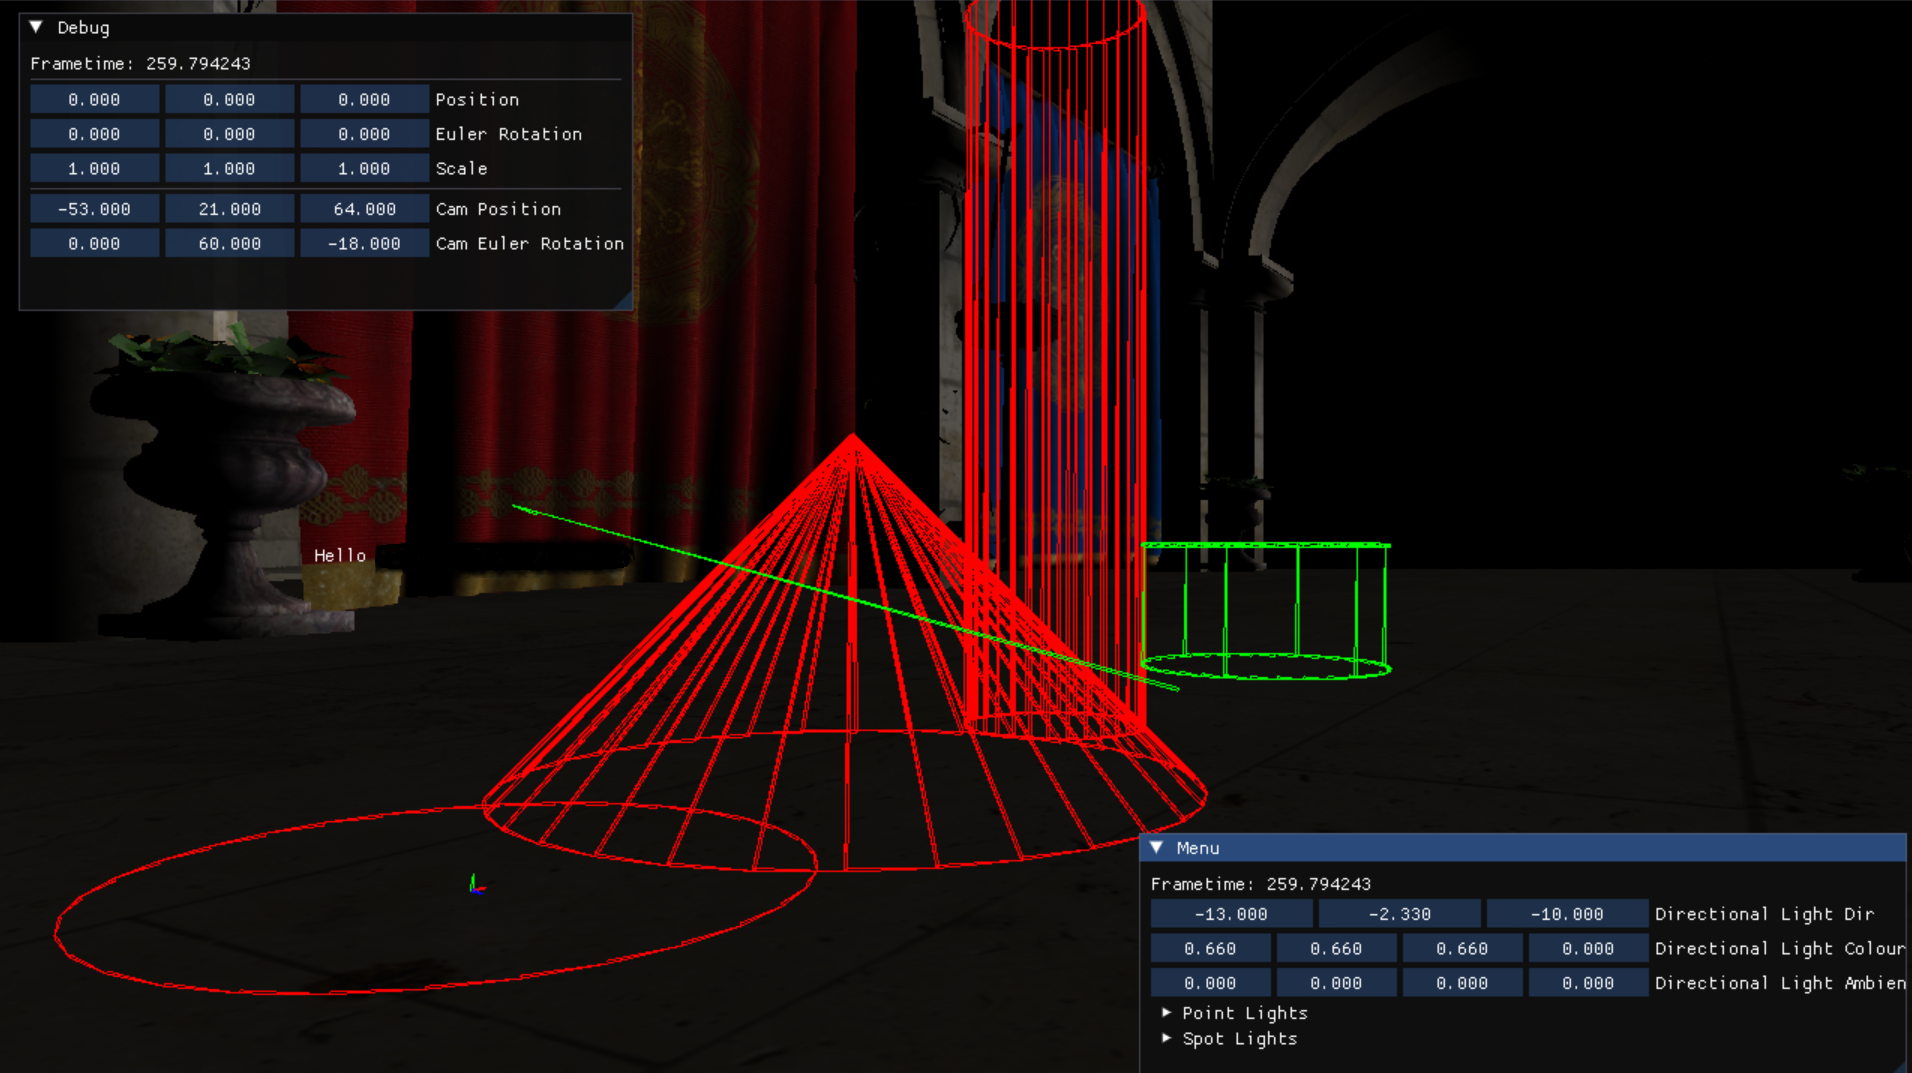 Debug
Frametime: 259.794243
0.000 0.000 0.000 Position
0.000 0.000 0.000 Euler Rotation
1.000 1.000 1.000 Scale
-53.000 21.000 64.000 Cam Position
0.000 60.000 -18.000 Cam Euler Rotation
Hello
Menu
Frametime: 259.794243
-13.000 -2.330 -10.000 Directional Light Dir
0.660 0.660 0.660 0.000 Directional Light Colour
0.000 0.000 0.000 0.000 Directional Light Ambien
Point Lights
Spot Lights